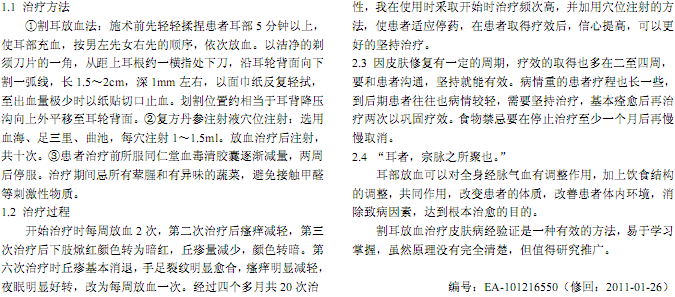 1.1 治疗方法
①割耳放血法：施术前先轻轻揉捏患者耳部 5 分钟以上，
使耳部充血，按男左女右先的顺序，依次放血。以洁净的剃
须刀片的一角，从距上耳根约一横指处下刀，沿耳轮背面向下
割一弧线，长 1.5～2cm，深 1mm 左右，以面巾纸反复轻拭，
至出血量极少时以纸贴切口止血。划割位置约相当于耳背降压
沟向上外平移至耳轮背面。②复方丹参注射液穴位注射：选用
血海、足三里、曲池，每穴注射 1～1.5ml。放血治疗后注射，
共十次。③患者治疗前所服同仁堂血毒清胶囊逐渐减量，两周
后停服。治疗期间忌所有荤腥和有异味的蔬菜，避免接触甲醛
等刺激性物质。
1.2 治疗过程
开始治疗时每周放血 2 次，第二次治疗后瘙痒减轻，第三
次治疗后下肢焮红颜色转为暗红，丘疹量减少，颜色转暗。第
六次治疗时丘疹基本消退，手足裂纹明显愈合，瘙痒明显减轻，
夜眠明显好转，改为每周放血一次。经过四个多月共 20 次治
性，我在使用时采取开始时治疗频次高，并加用穴位注射的方
法，使患者适应停药，在患者取得疗效后，信心提高，可以更
好的坚持治疗。
2.3 因皮肤修复有一定的周期，疗效的取得也多在二至四周，
要和患者沟通，坚持就能有效。病情重的患者疗程也长一些，
到后期患者往往也病情较轻，需要坚持治疗，基本痊愈后再治
疗两次以巩固疗效。食物禁忌要在停止治疗至少一个月后再慢
慢取消。
2.4 “耳者，宗脉之所聚也。”
耳部放血可以对全身经脉气血有调整作用，加上饮食结构
的调整，共同作用，改变患者的体质，改善患者体内环境，消
除致病因素，达到根本治愈的目的。
割耳放血治疗皮肤病经验证是一种有效的方法，易于学习
掌握，虽然原理没有完全清楚，但值得研究推广。
编号：EA-101216550（修回：2011-01-26）